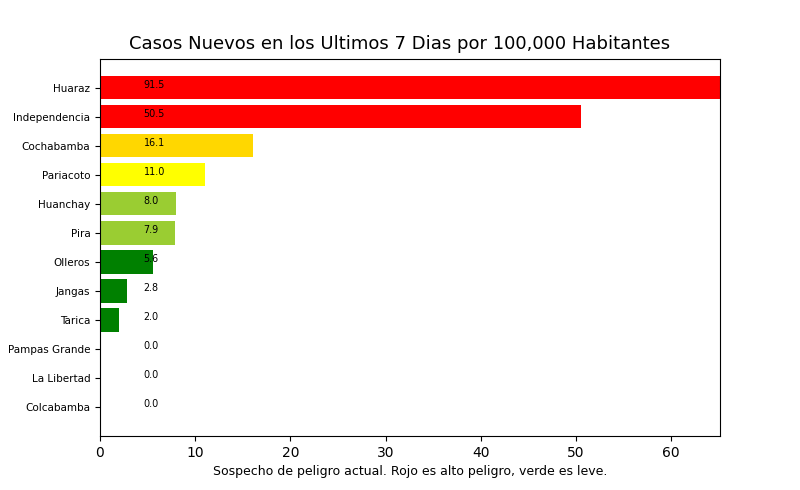 Casos Nuevos en los Ultimos 7 Dias por 100,000 Habitantes
Huaraz 91.5
Independencia 50.5
Cochabamba 16.1
Pariacoto 11.0
Huanchay 8.0
Pira 7.9
Olleros 5.6
Jangas 2.8
Tarica 2.0
Pampas Grande 0.0
La Libertad 0.0
Colcabamba 0.0
0 10 20 30 40 50 60
Sospecho de peligro actual. Rojo es alto peligro, verde es leve.